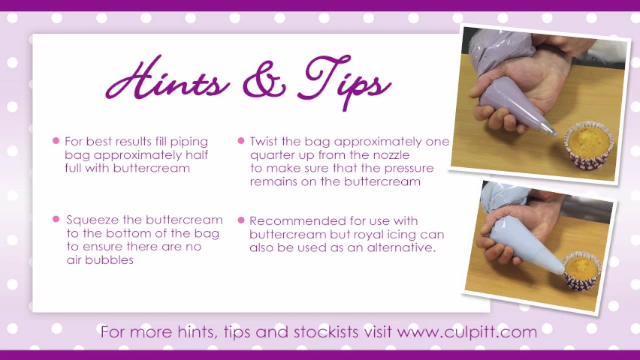 Hints & Tips
For best results fill piping
bag approximately half
full with buttercream
Twist the bag approximately one
quarter up from the nozzle
to make sure that the pressure
remains on the buttercream
Squeeze the buttercream
to the bottom of the bag
to ensure there are no
air bubbles
Recommended for use with
buttercream but royal icing can
also be used as an alternative.
For more hints, tips and stockists visit www.culpitt.com